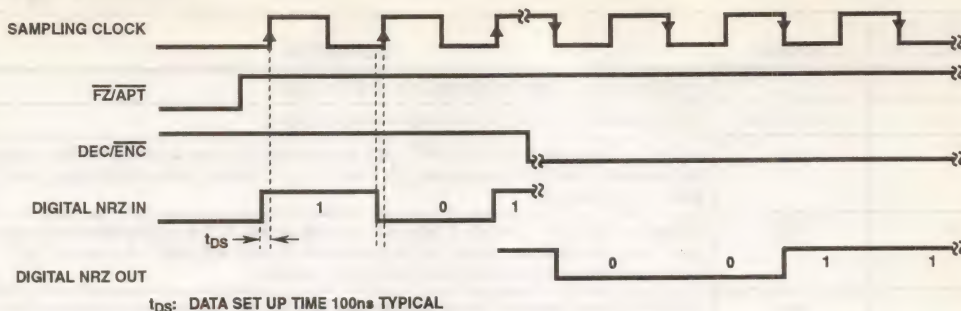 SAMPLING CLOCK
FZ/APT
DEC/ENC
DIGITAL NRZ IN
1 0 1
tDS
DIGITAL NRZ OUT
0 0 1 1
tDS: DATA SET UP TIME 100ns TYPICAL